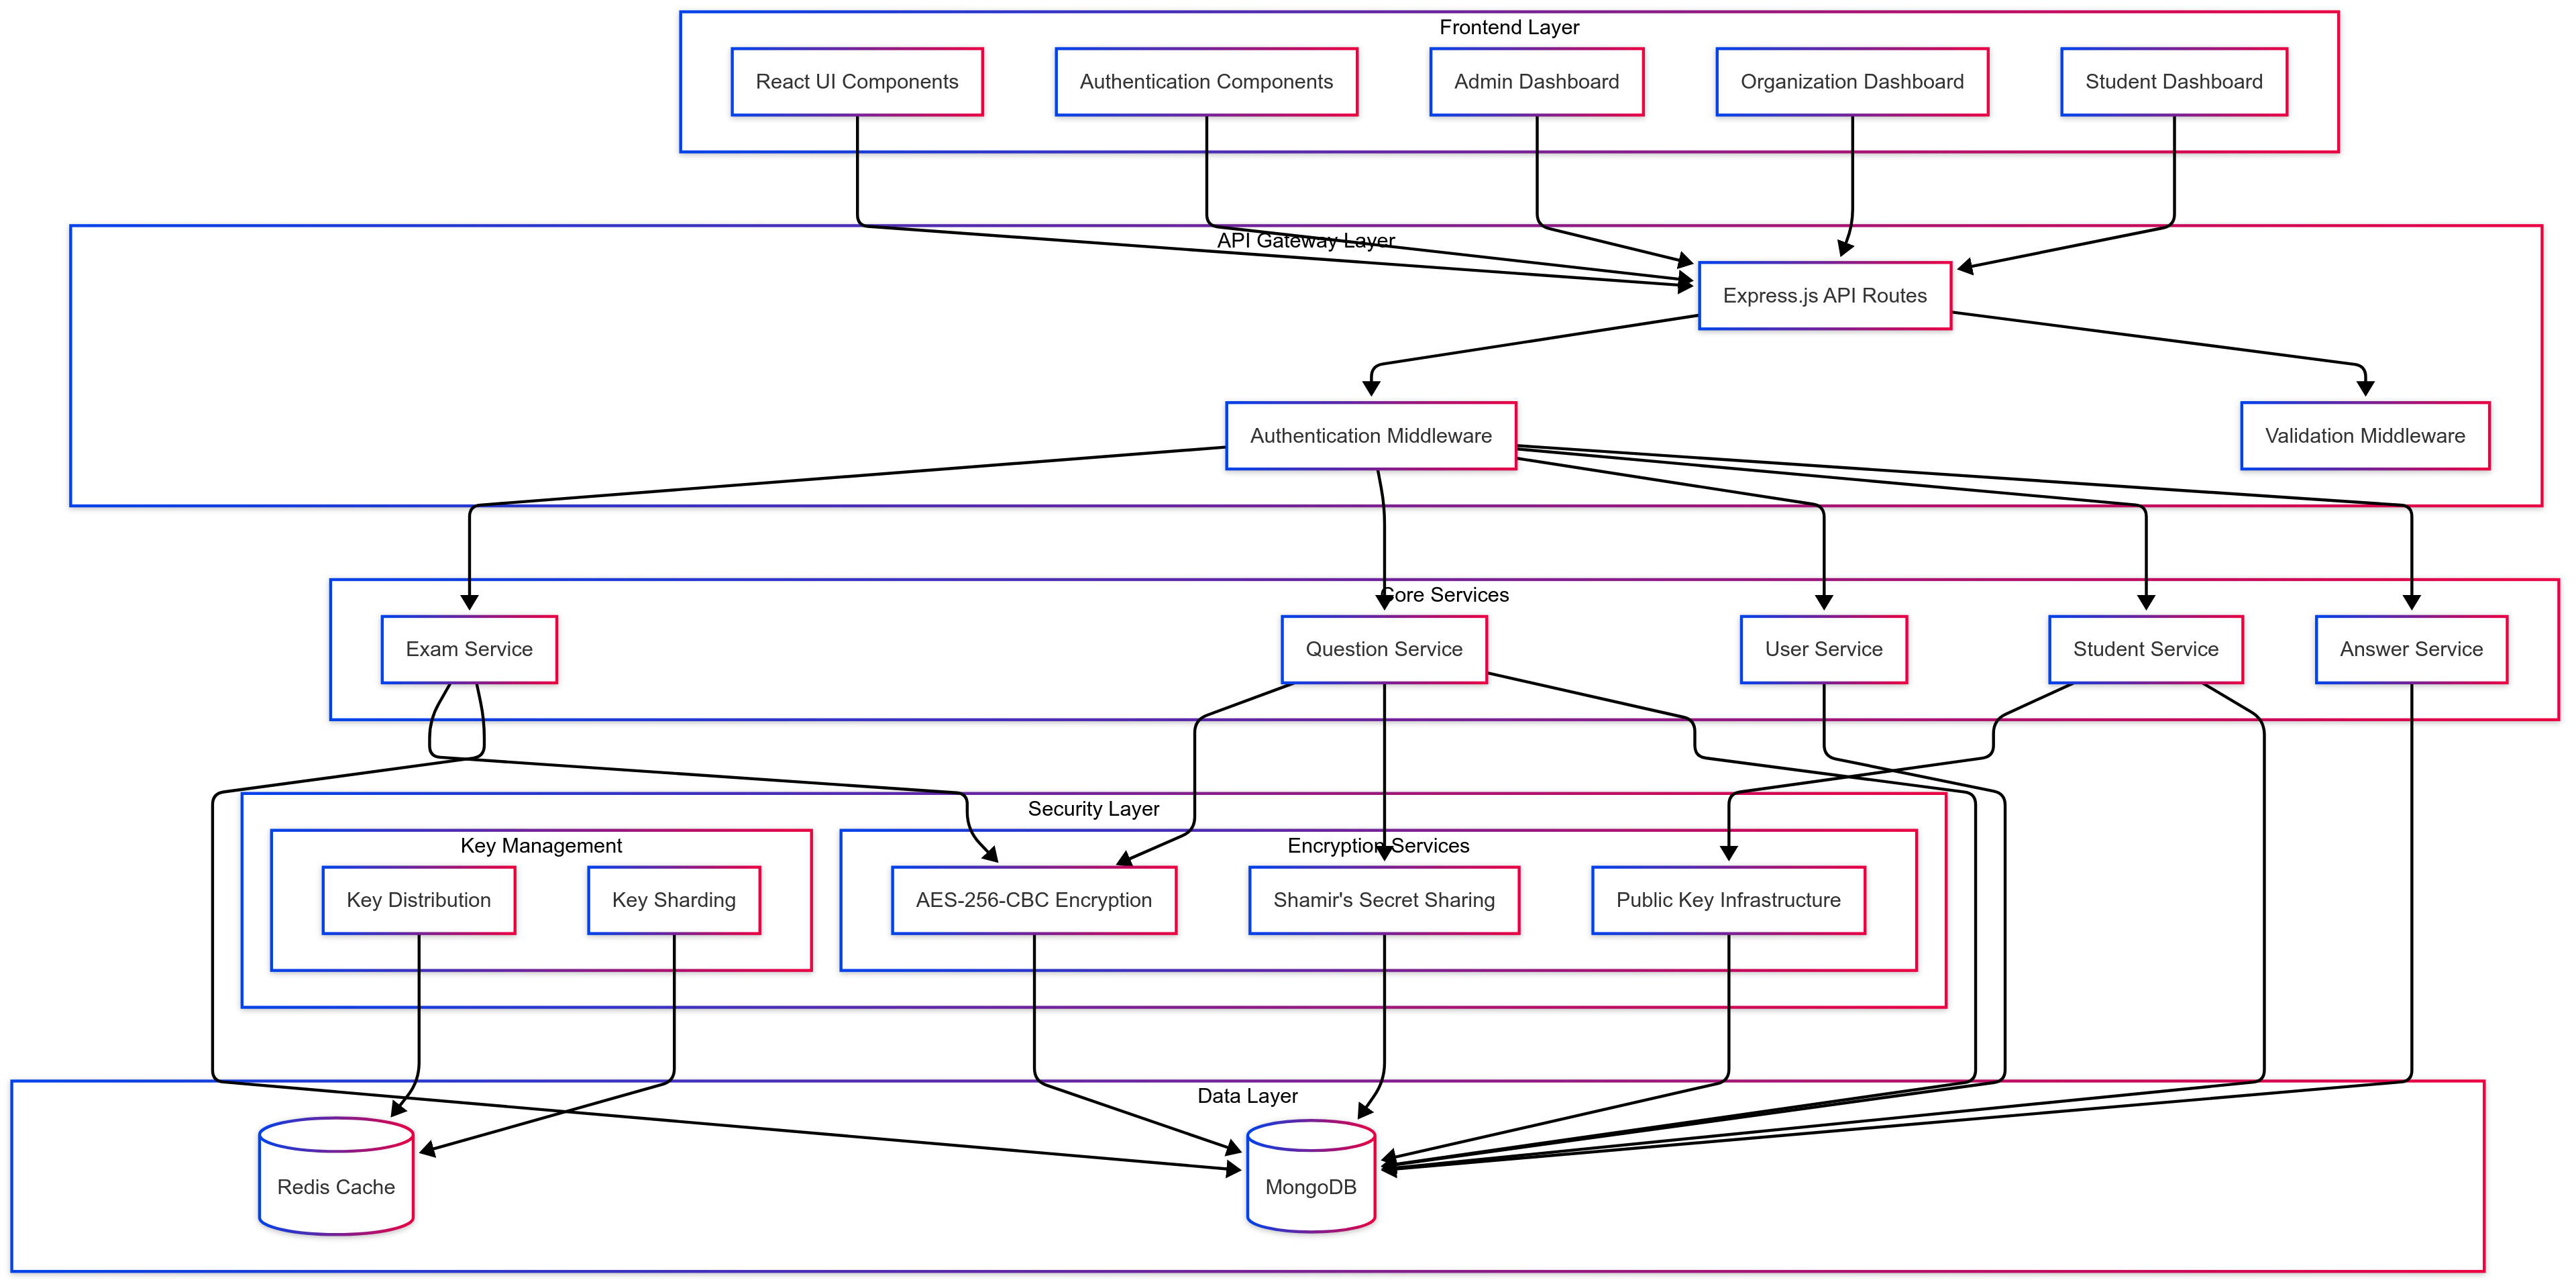 Frontend Layer
React UI Components
Authentication Components
Admin Dashboard
Organization Dashboard
Student Dashboard
API Gateway Layer
Express.js API Routes
Authentication Middleware
Validation Middleware
Core Services
Exam Service
Question Service
User Service
Student Service
Answer Service
Security Layer
Key Management
Encryption Services
Key Distribution
Key Sharding
AES-256-CBC Encryption
Shamir's Secret Sharing
Public Key Infrastructure
Data Layer
Redis Cache
MongoDB